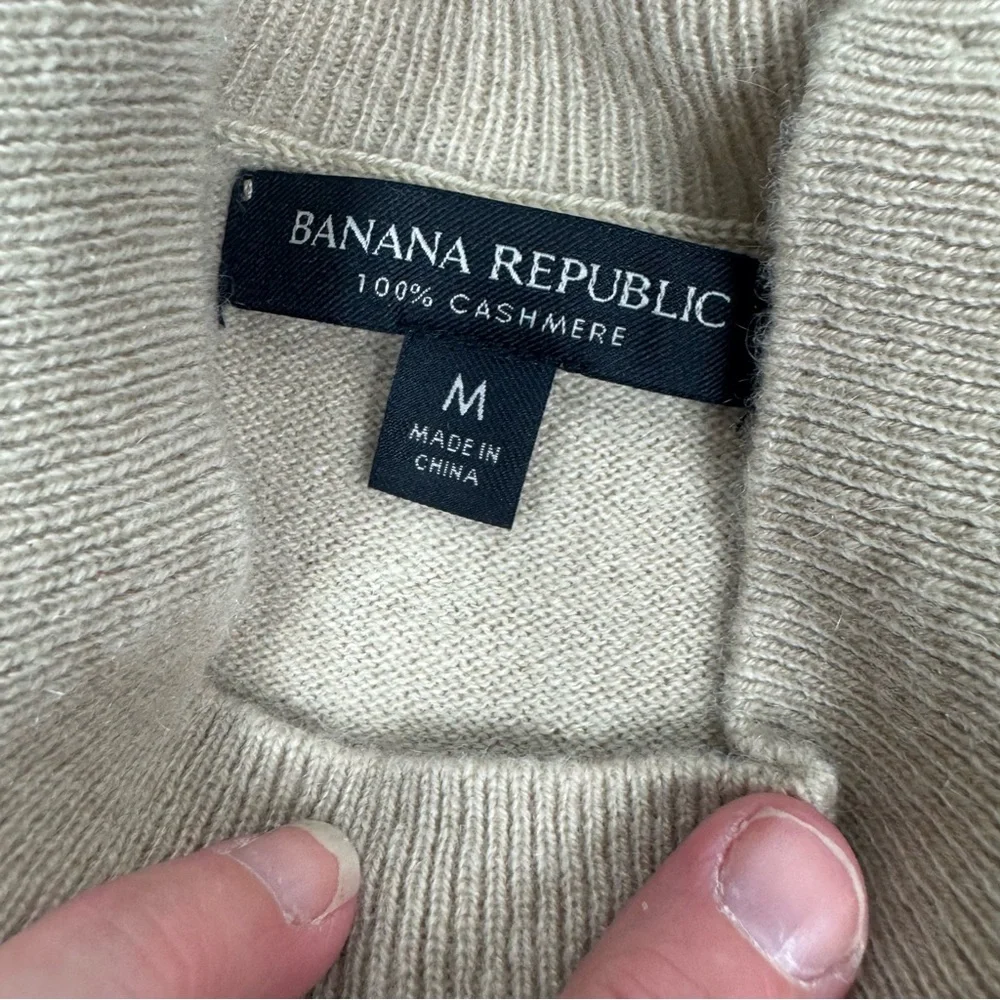 BANANA REPUBLIC
100% CASHMERE
M
MADE IN
CHINA